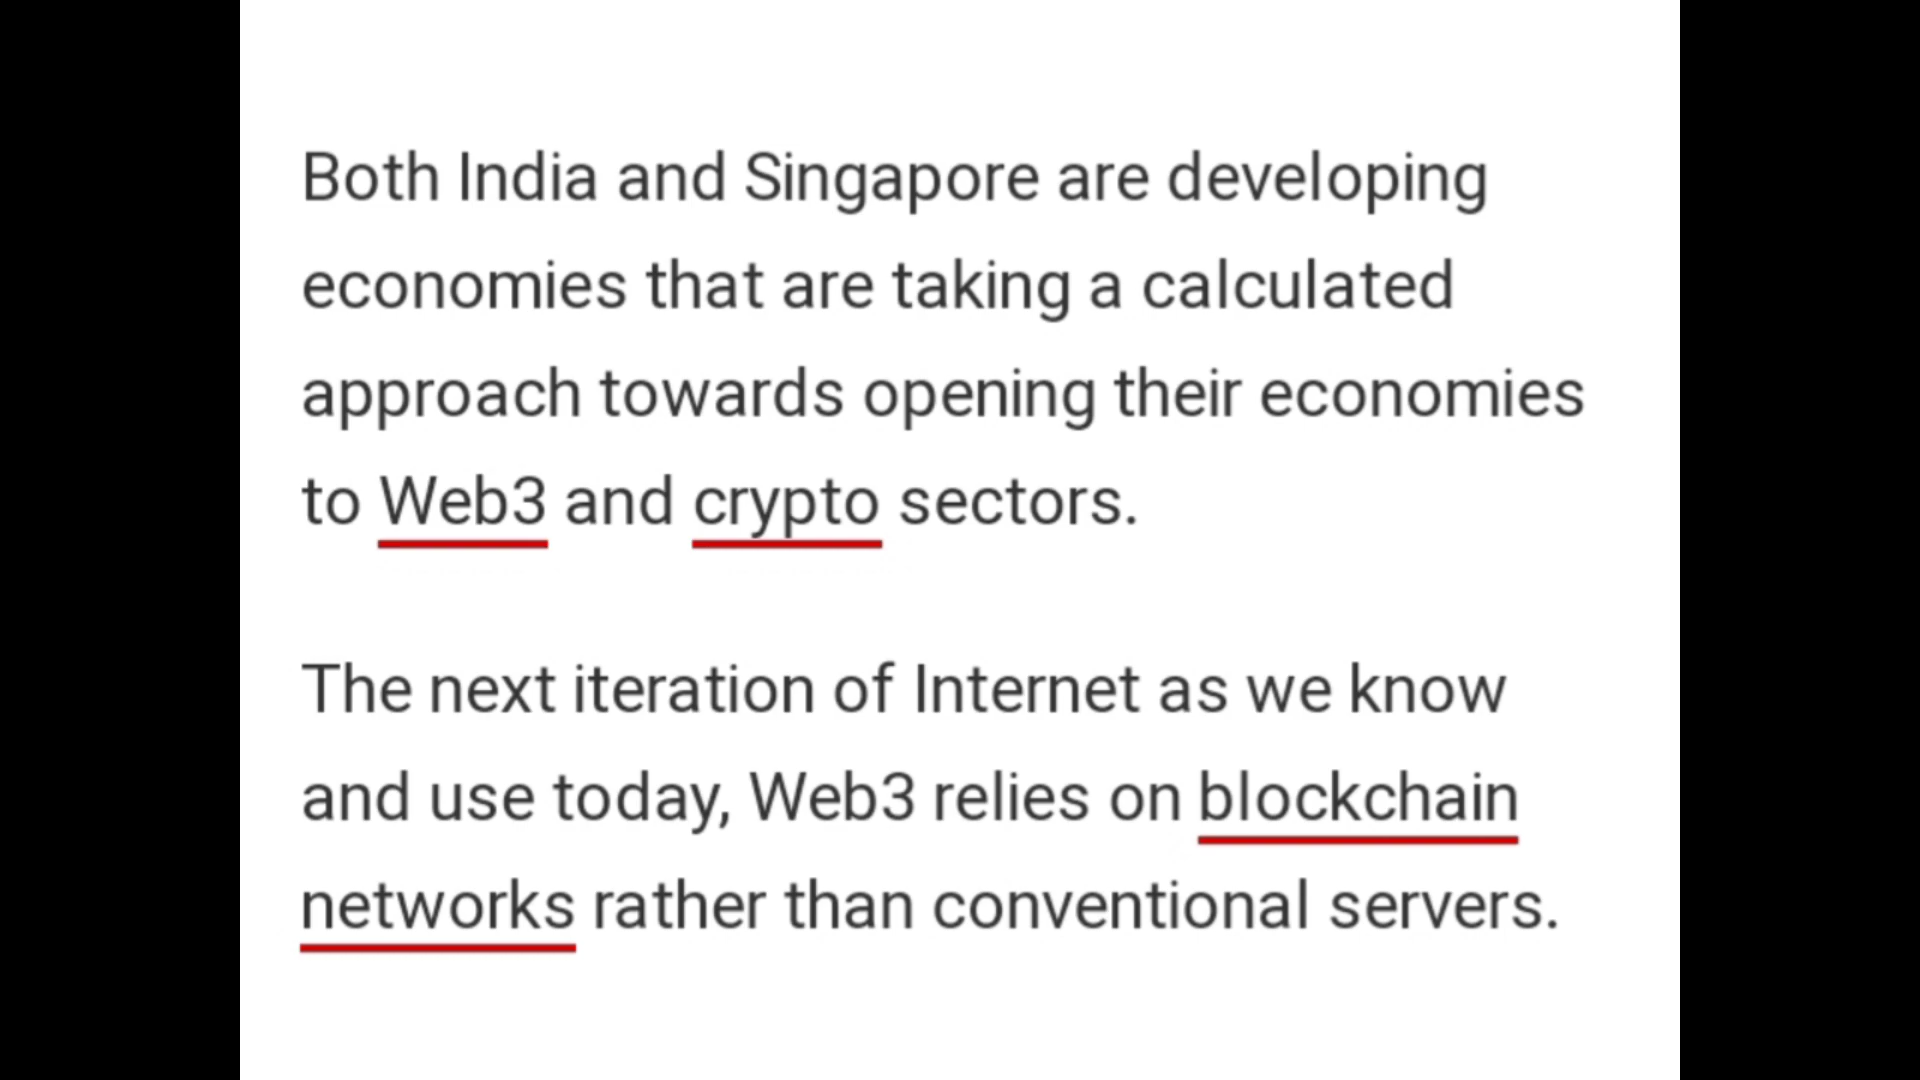 Both India and Singapore are developing
economies that are taking a calculated
approach towards opening their economies
to Web3 and crypto sectors.
The next iteration of Internet as we know
and use today, Web3 relies on blockchain
networks rather than conventional servers.